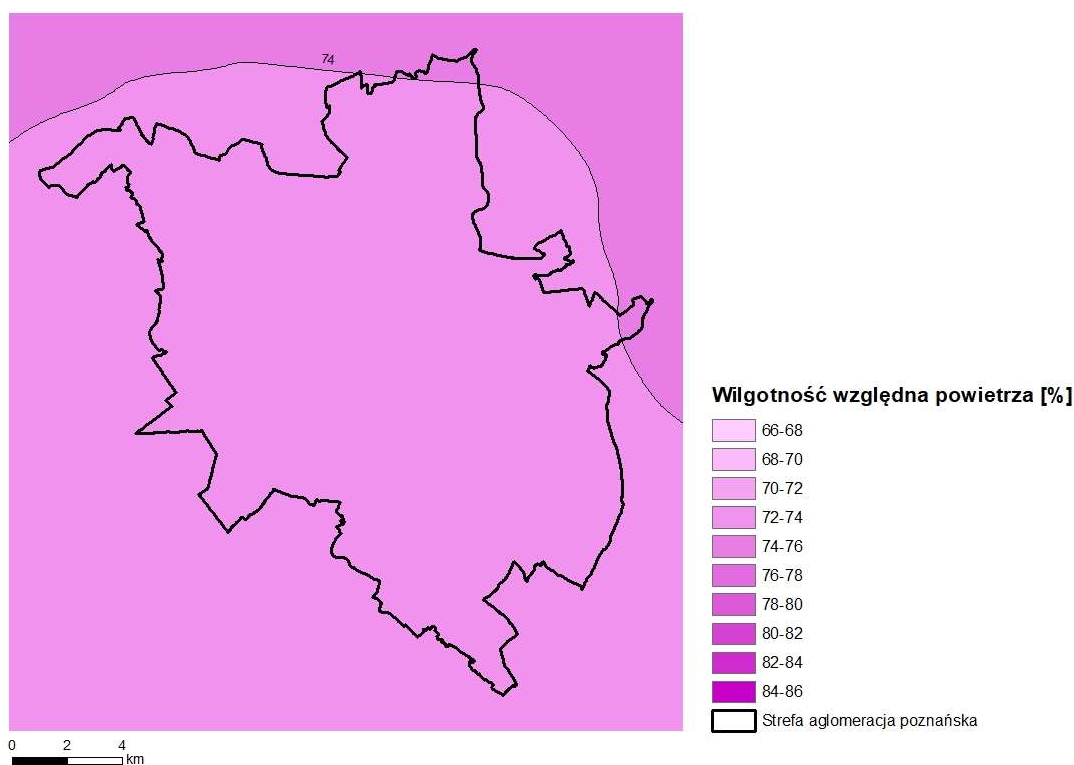 74
Wilgotność względna powietrza [%]
66-68
68-70
70-72
72-74
74-76
76-78
78-80
80-82
82-84
84-86
Strefa aglomeracja poznańska
0 2 4
km